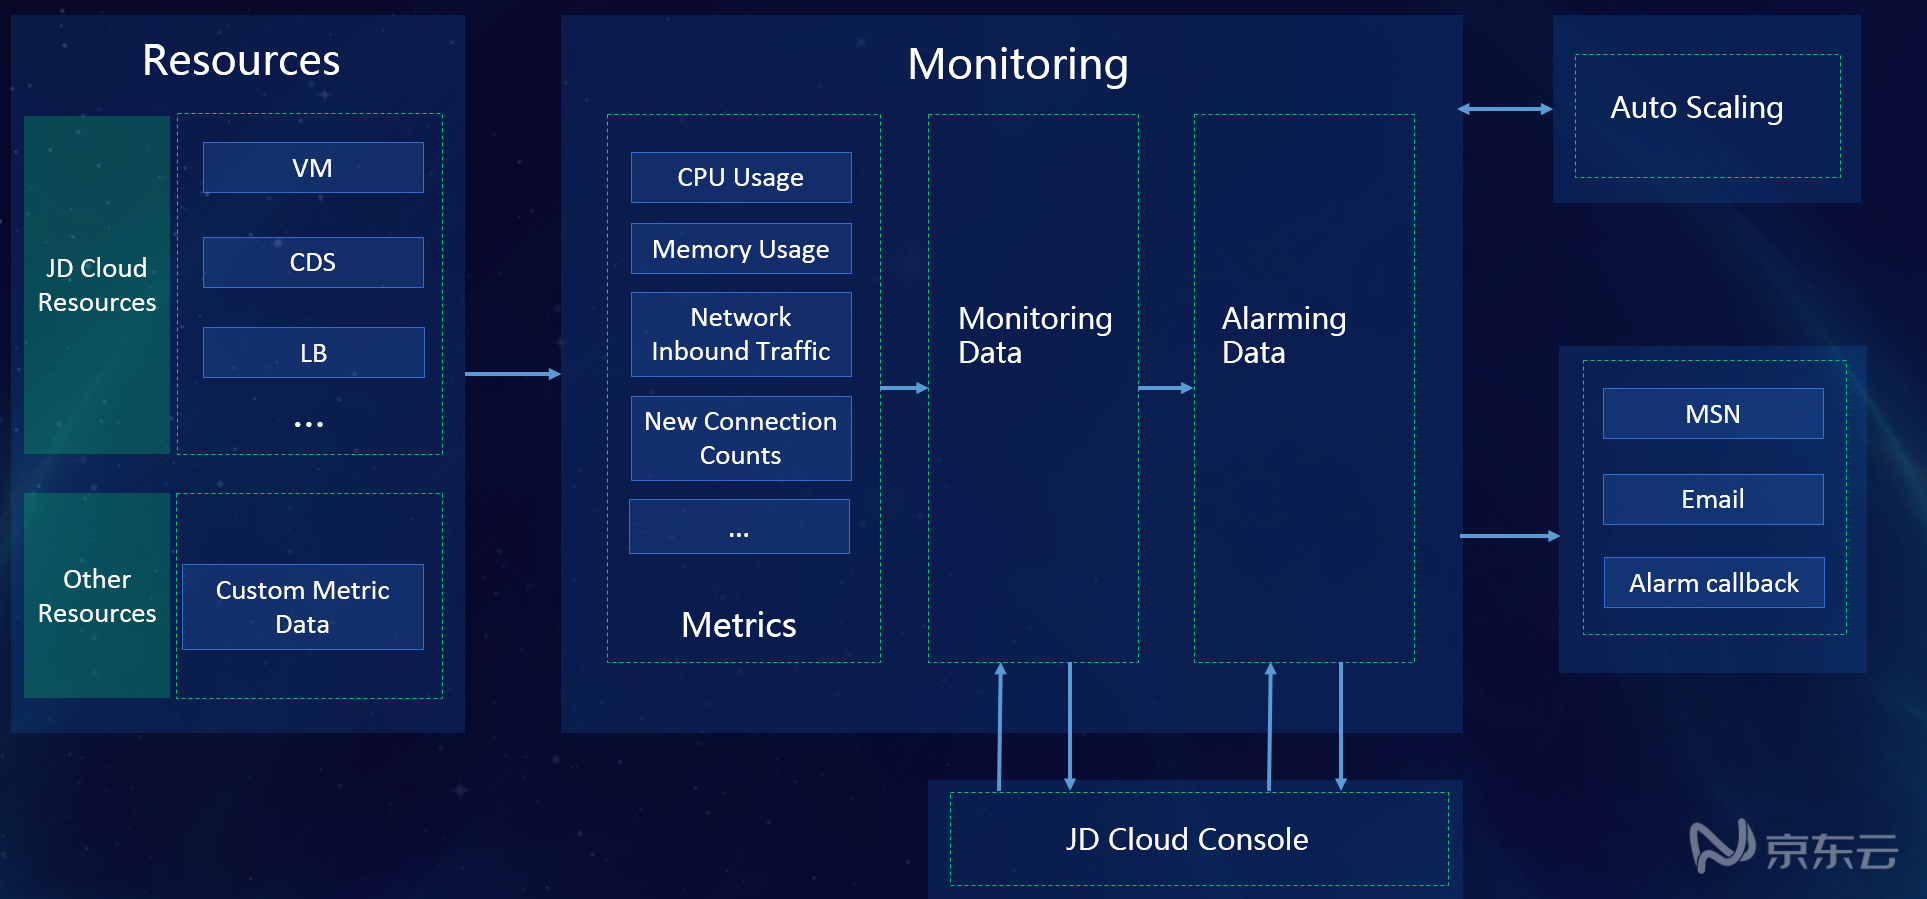 Resources
JD Cloud
Resources
VM
CDS
LB
...
Other
Resources
Custom Metric
Data
Monitoring
CPU Usage
Memory Usage
Network
Inbound Traffic
New Connection
Counts
...
Metrics
Monitoring
Data
Alarming
Data
Auto Scaling
MSN
Email
Alarm callback
JD Cloud Console
京东云